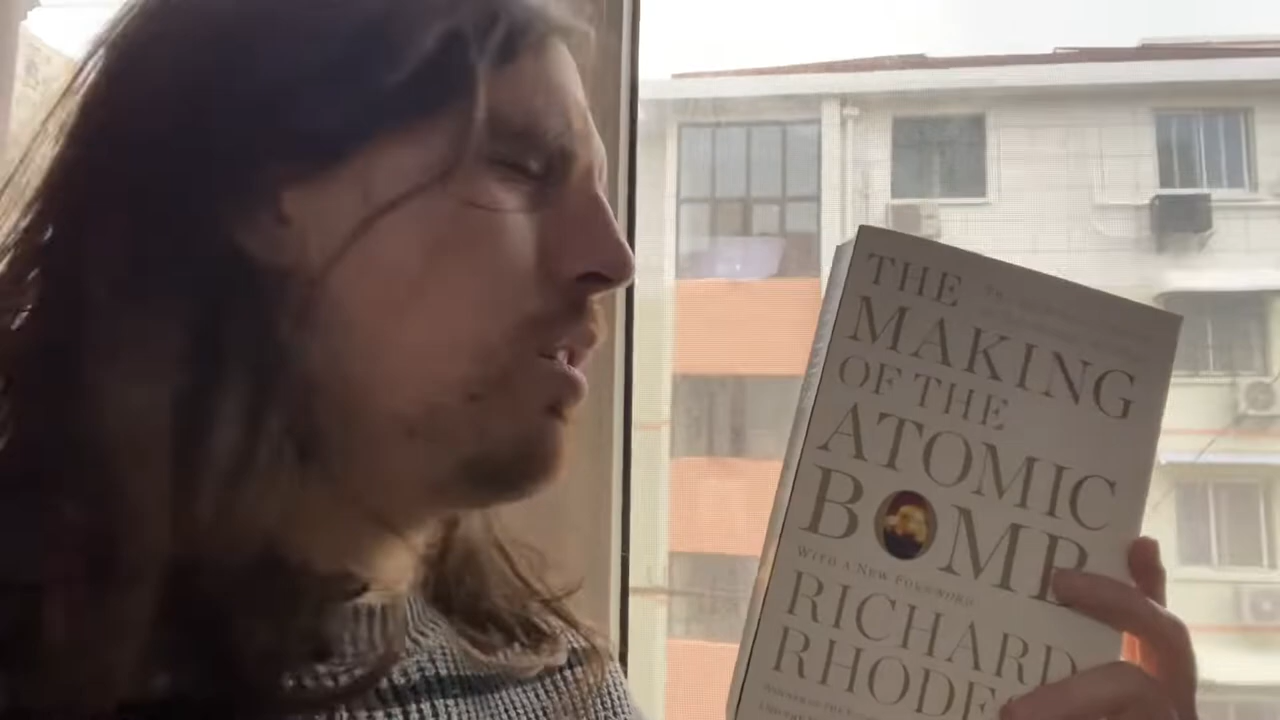 THE
MAKING
OF THE
ATOMIC
BOMB
WITH A NEW FOREWORD
RICHARD
RHODES